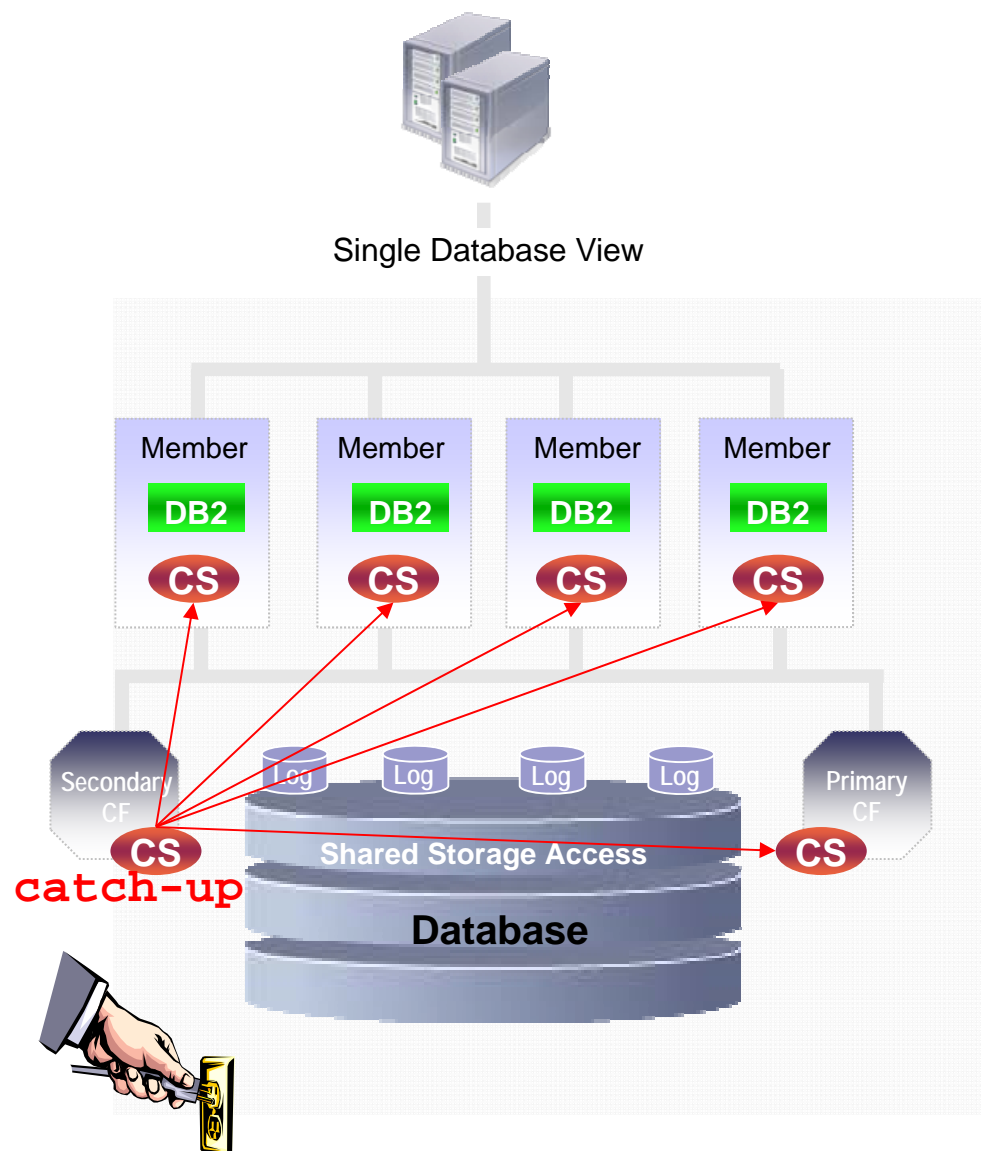 Single Database View
Member
Member
Member
Member
DB2
DB2
DB2
DB2
CS
CS
CS
CS
Secondary
CF
Log
Log
Log
Log
Primary
CF
CS
Shared Storage Access
CS
catch-up
Database